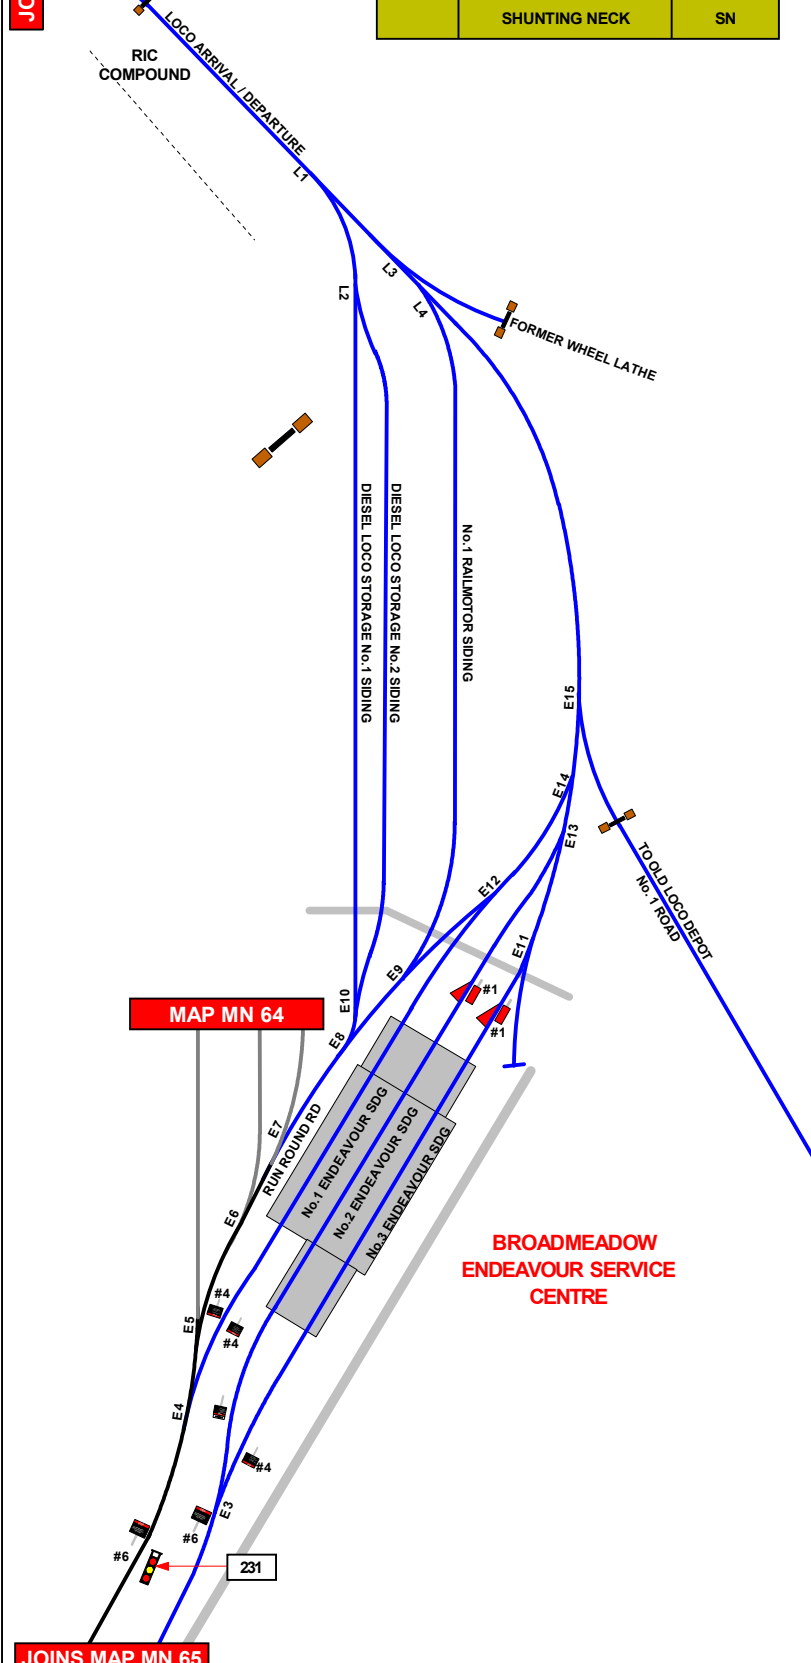 JO
SHUNTING NECK
SN
RIC
COMPOUND
LOCO ARRIVAL / DEPARTURE
L1
L2
L3
L4
FORMER WHEEL LATHE
DIESEL LOCO STORAGE No.1 SIDING
DIESEL LOCO STORAGE No.2 SIDING
No.1 RAILMOTOR SIDING
E15
E14
E13
TO OLD LOCO DEPOT
No. 1 ROAD
E12
E11
E9
E10
#1
#1
MAP MN 64
E8
E7
RUN ROUND RD
No.1 ENDEAVOUR SDG
No.2 ENDEAVOUR SDG
No.3 ENDEAVOUR SDG
E6
BROADMEADOW
ENDEAVOUR SERVICE
CENTRE
#4
E5
#4
E4
#4
E3
#6
#6
231
JOINS MAP MN 65